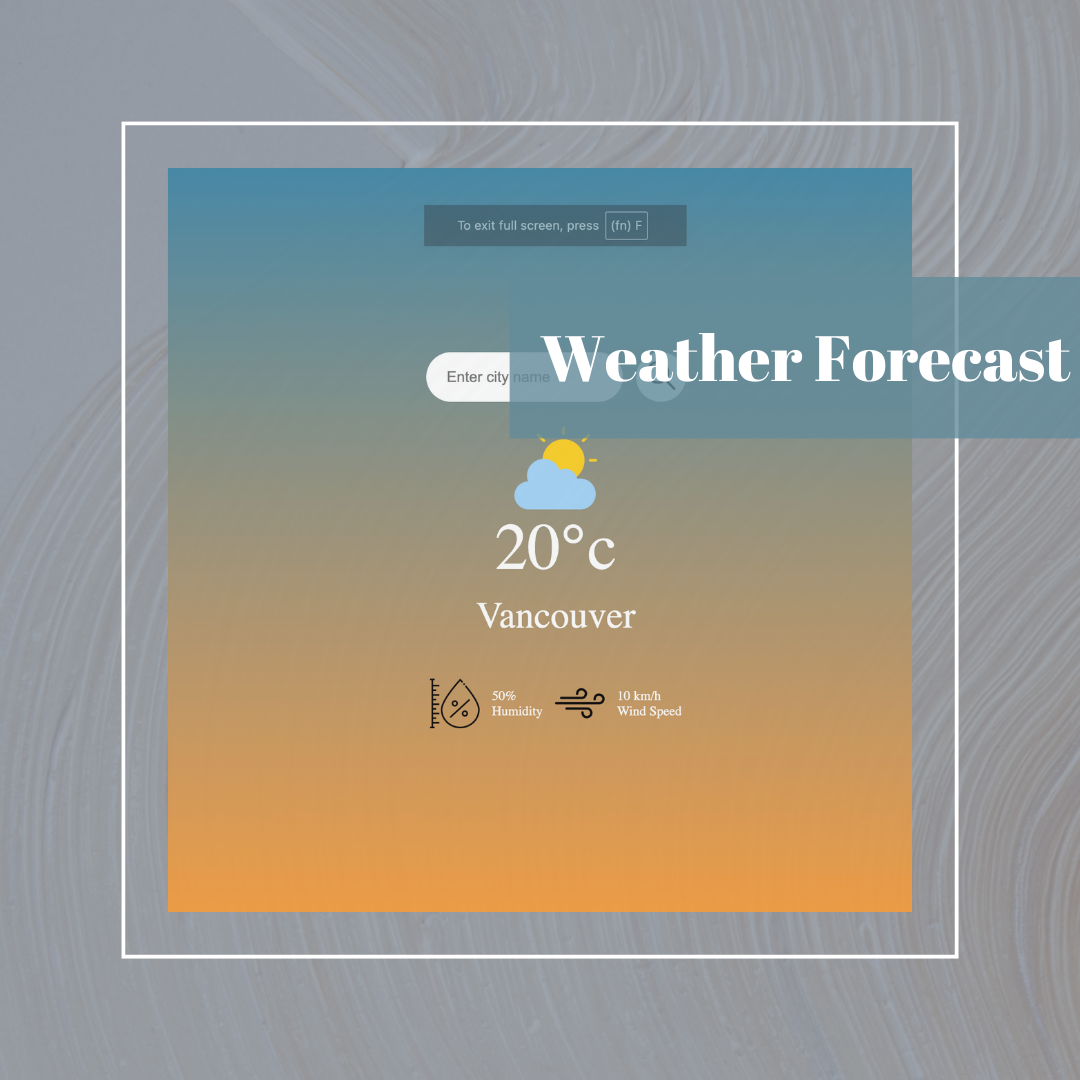 To exit full screen, press (fn) F
Weather Forecast
Enter city name
20°c
Vancouver
50%
Humidity
10 km/h
Wind Speed